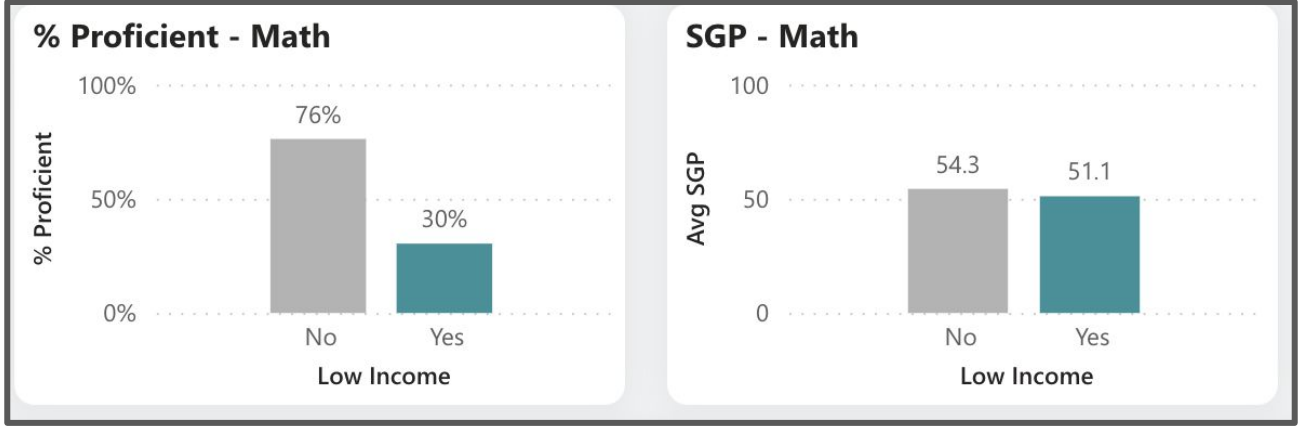 % Proficient - Math
100%
76%
% Proficient
50%
30%
0%
No
Yes
Low Income
SGP - Math
100
54.3
51.1
Avg SGP
50
0
No
Yes
Low Income